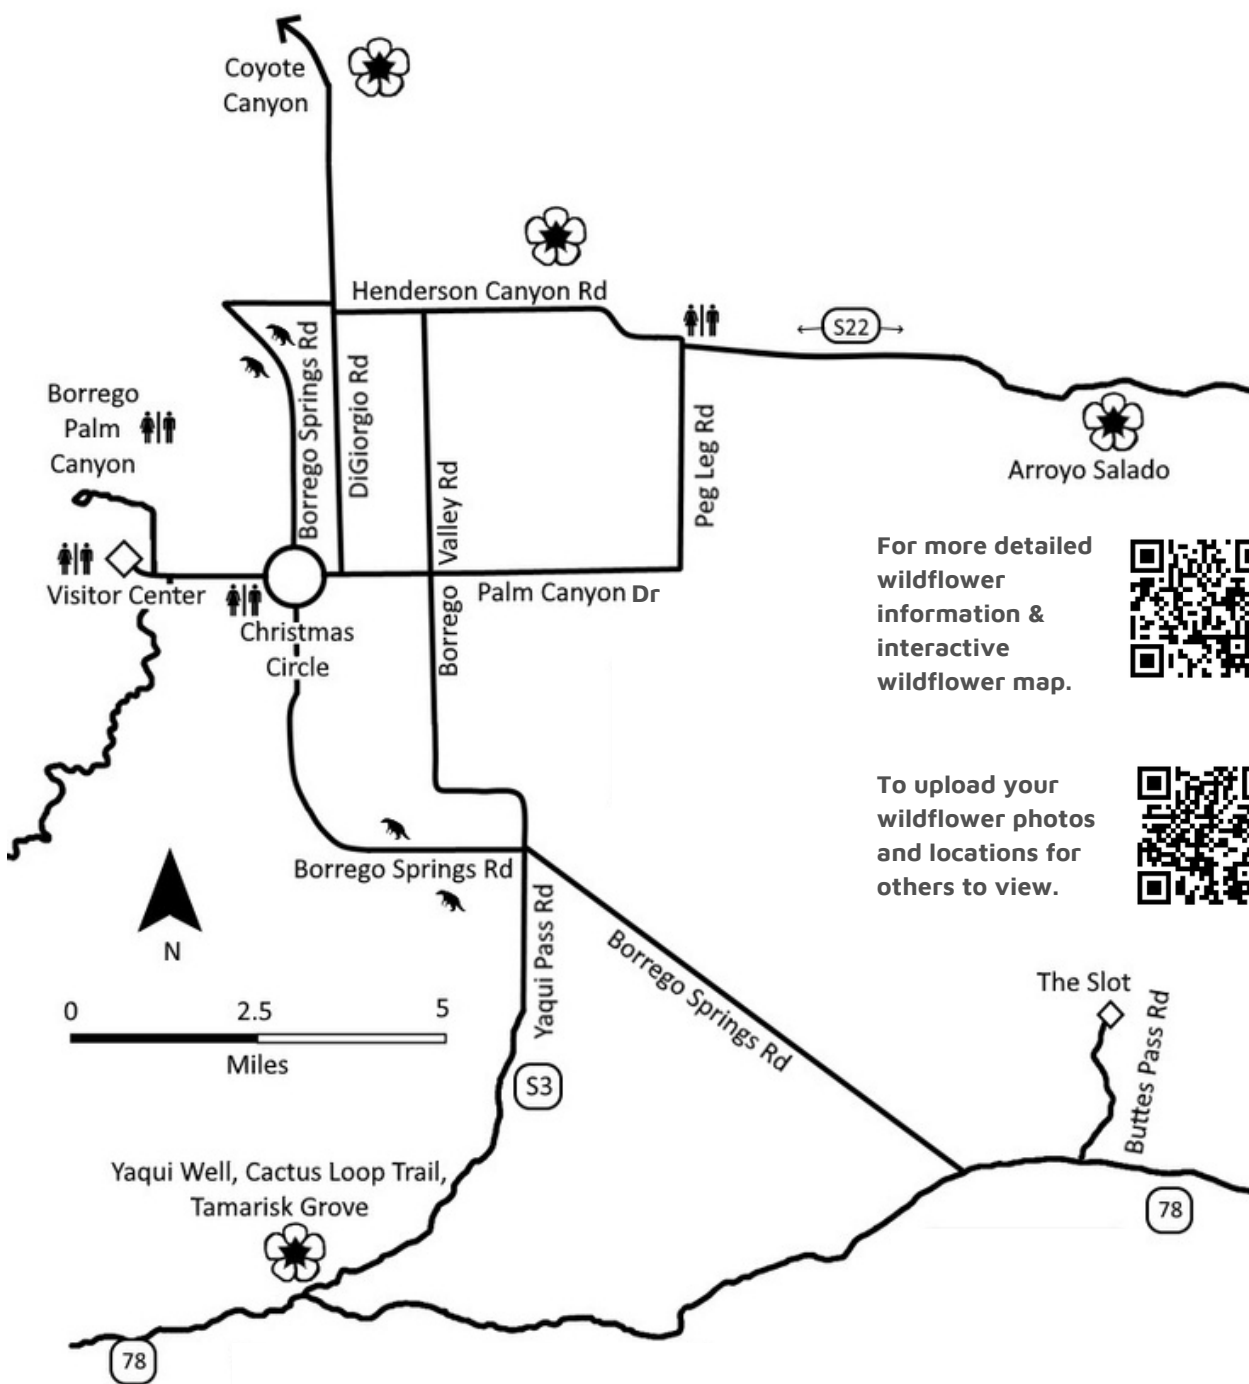 Coyote
Canyon
Henderson Canyon Rd
S22
Borrego Springs Rd
DiGiorgio Rd
Borrego
Palm
Canyon
Peg Leg Rd
Arroyo Salado
Borrego Valley Rd
For more detailed
wildflower
information &
interactive
wildflower map.
Visitor Center
Palm Canyon Dr
Christmas
Circle
To upload your
wildflower photos
and locations for
others to view.
Borrego Springs Rd
N
Yaqui Pass Rd
Borrego Springs Rd
The Slot
Buttes Pass Rd
0 2.5 5
Miles
S3
Yaqui Well, Cactus Loop Trail,
Tamarisk Grove
78
78